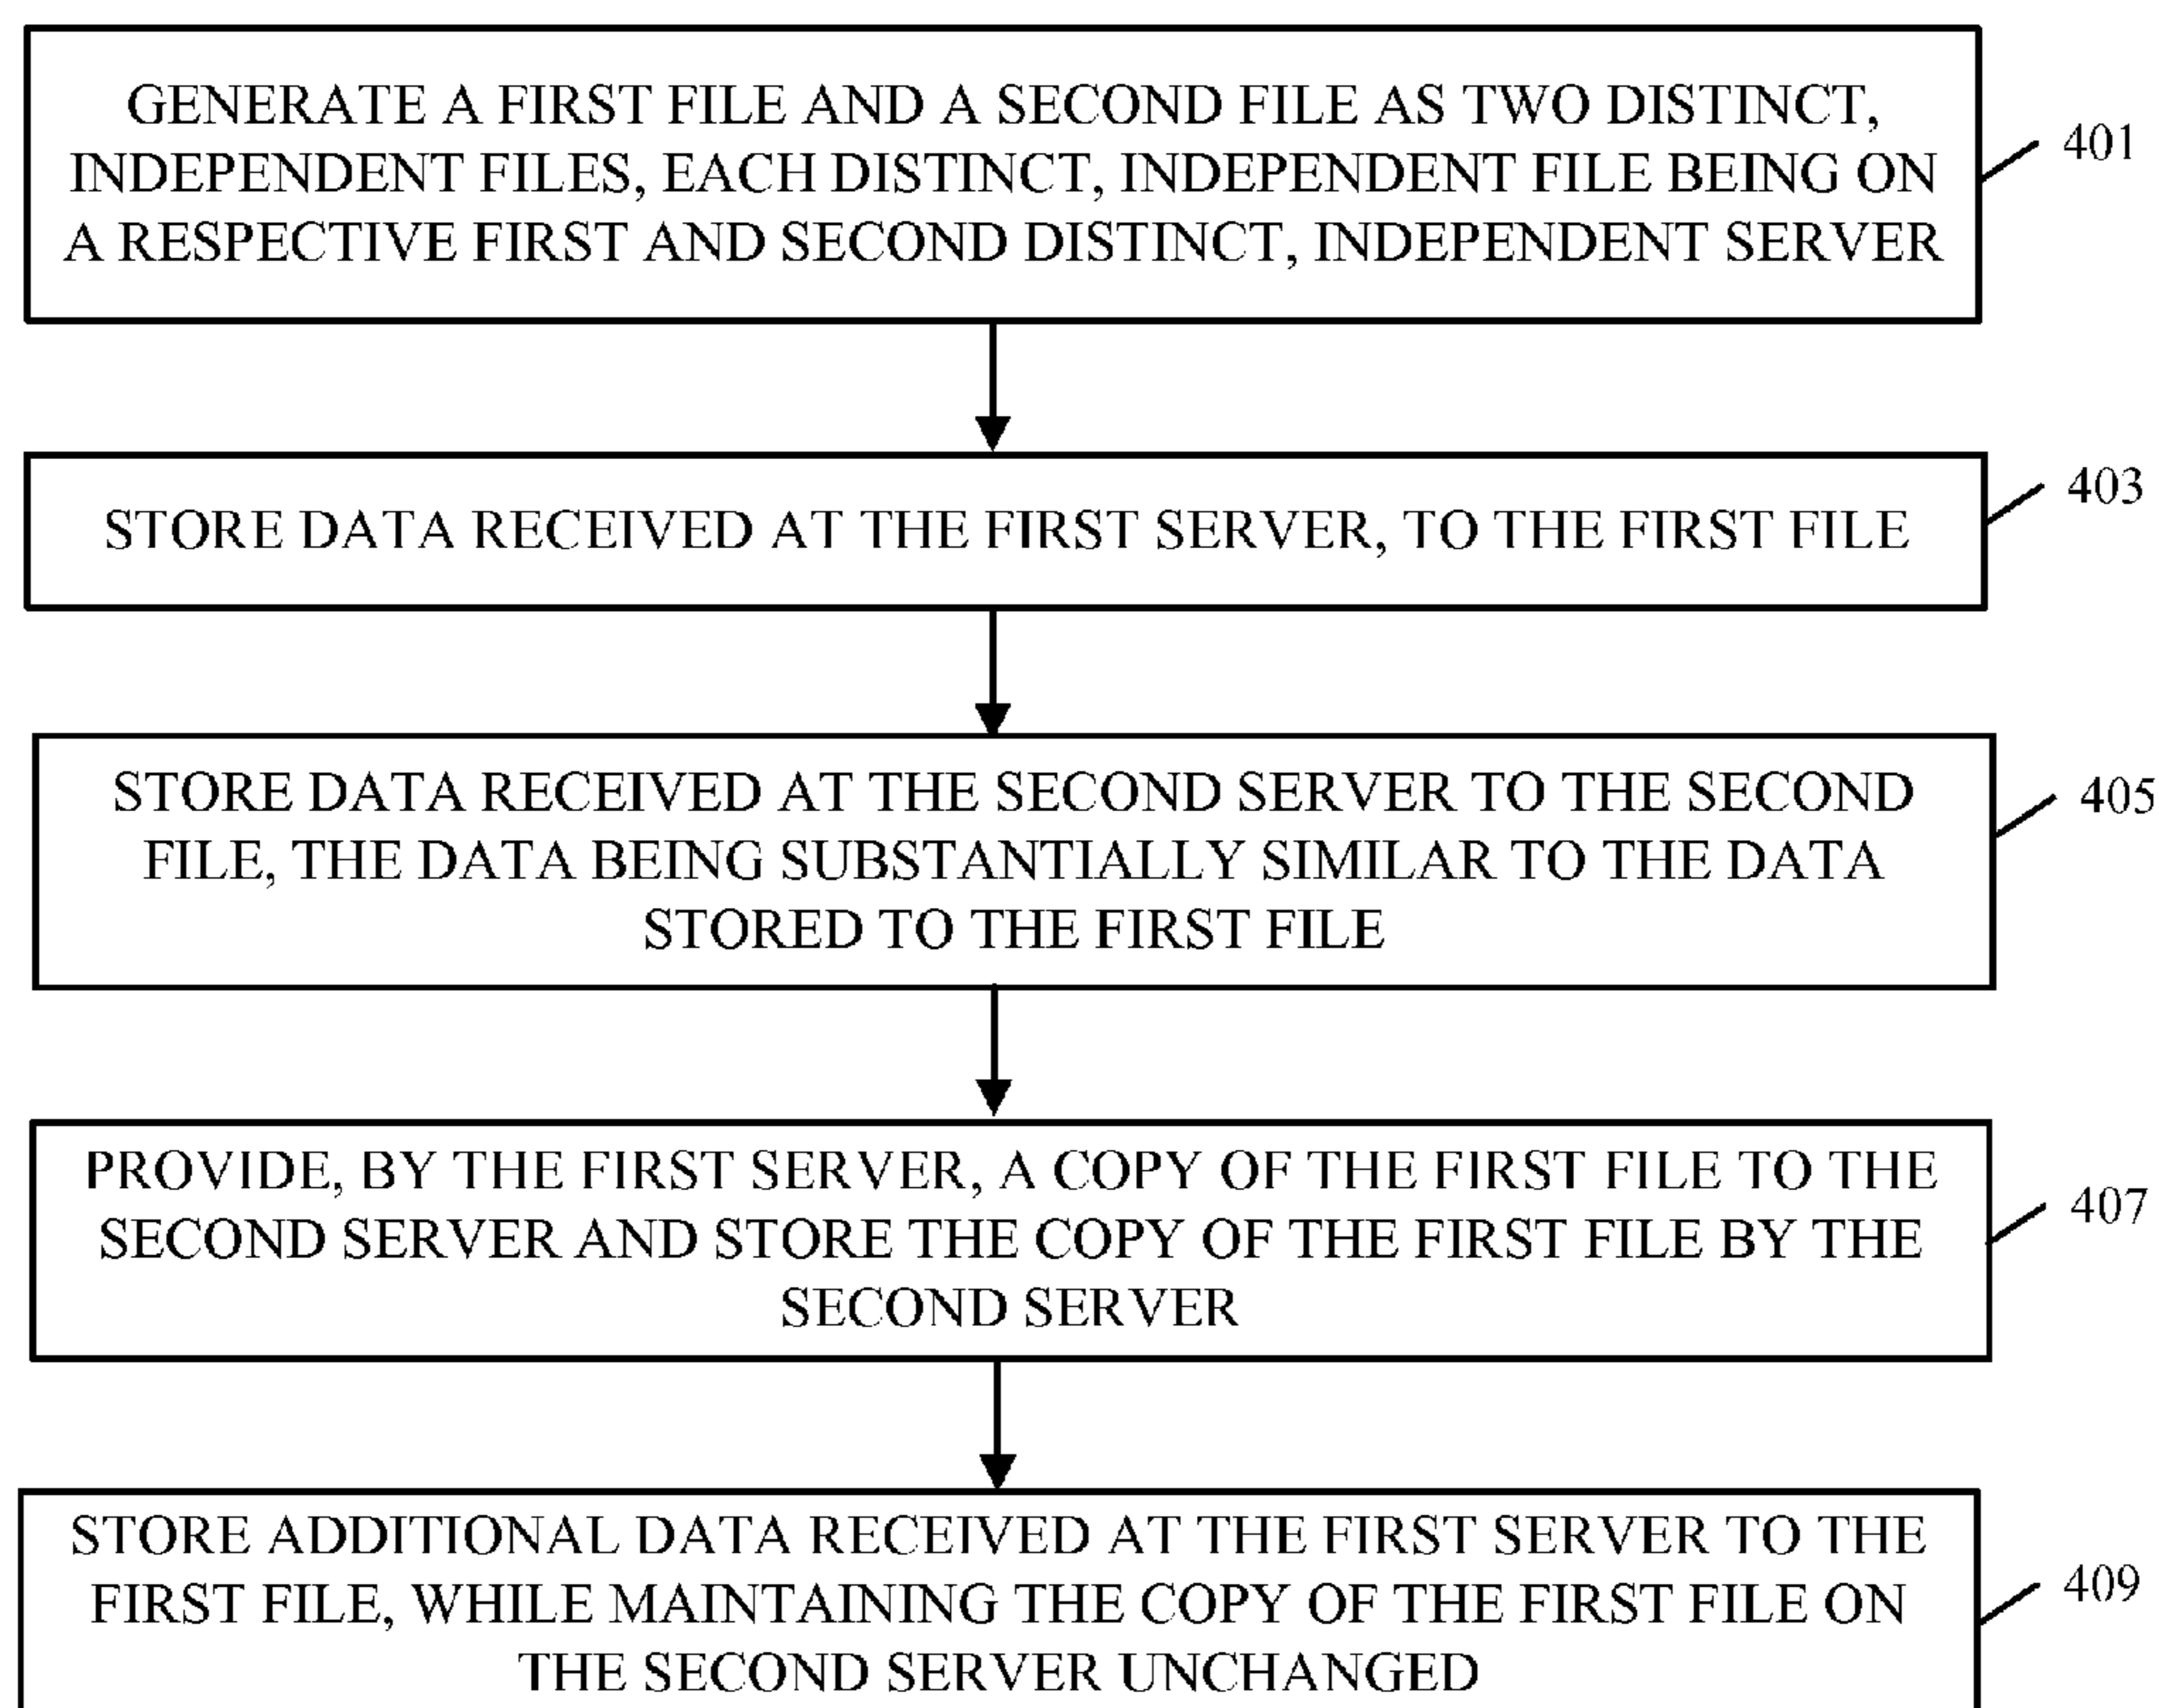 GENERATE A FIRST FILE AND A SECOND FILE AS TWO DISTINCT,
INDEPENDENT FILES, EACH DISTINCT, INDEPENDENT FILE BEING ON
A RESPECTIVE FIRST AND SECOND DISTINCT, INDEPENDENT SERVER
401
STORE DATA RECEIVED AT THE FIRST SERVER, TO THE FIRST FILE
403
STORE DATA RECEIVED AT THE SECOND SERVER TO THE SECOND
FILE, THE DATA BEING SUBSTANTIALLY SIMILAR TO THE DATA
STORED TO THE FIRST FILE
405
PROVIDE, BY THE FIRST SERVER, A COPY OF THE FIRST FILE TO THE
SECOND SERVER AND STORE THE COPY OF THE FIRST FILE BY THE
SECOND SERVER
407
STORE ADDITIONAL DATA RECEIVED AT THE FIRST SERVER TO THE
FIRST FILE, WHILE MAINTAINING THE COPY OF THE FIRST FILE ON
THE SECOND SERVER UNCHANGED
409